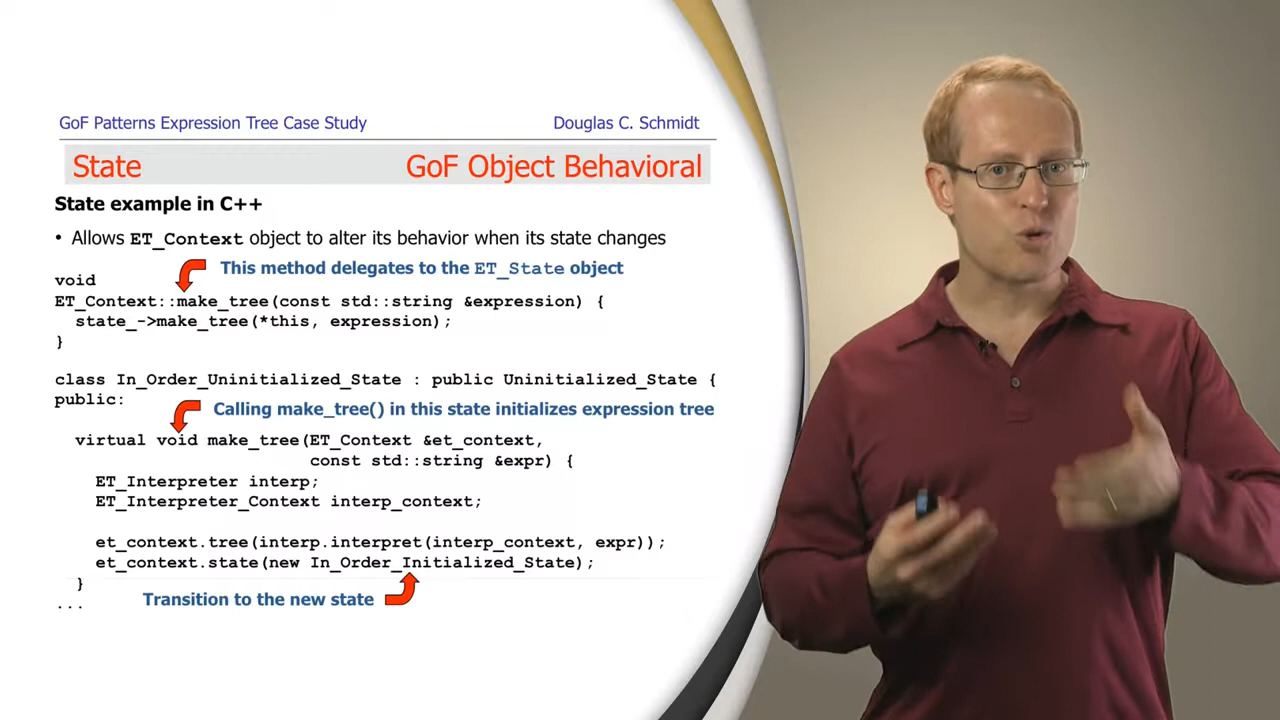 GoF Patterns Expression Tree Case Study Douglas C. Schmidt
State GoF Object Behavioral
State example in C++
• Allows ET_Context object to alter its behavior when its state changes
This method delegates to the ET_State object
void
ET_Context::make_tree(const std::string &expression) {
state_->make_tree(*this, expression);
}
class In_Order_Uninitialized_State : public Uninitialized_State {
public:
Calling make_tree() in this state initializes expression tree
virtual void make_tree(ET_Context &et_context,
const std::string &expr) {
ET_Interpreter interp;
ET_Interpreter_Context interp_context;
et_context.tree(interp.interpret(interp_context, expr));
et_context.state(new In_Order_Initialized_State);
}
...
Transition to the new state